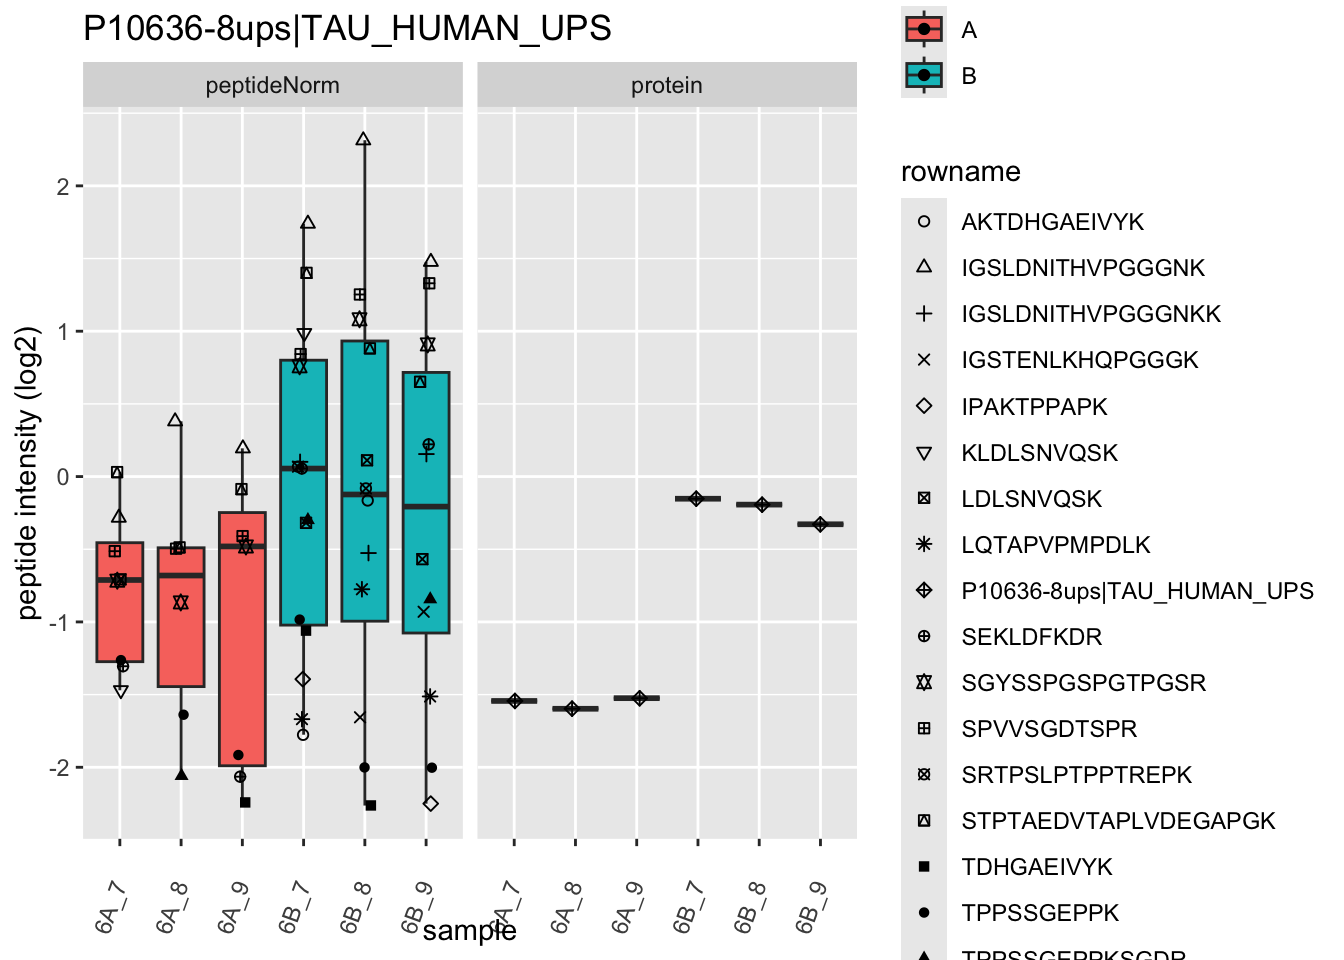 P10636-8ups|TAU_HUMAN_UPS
peptideNorm
protein
peptide intensity (log2)
2
1
0
-1
-2
6A_7
6A_8
6A_9
6B_7
6B_8
6B_9
6A_7
6A_8
6A_9
6B_7
6B_8
6B_9
sample
A
B
rowname
AKTDHGAEIVYK
IGSLDNITHVPGGGNK
IGSLDNITHVPGGGNKK
IGSTENLKHQPGGGK
IPAKTPPAPK
KLDLSNVQSK
LDLSNVQSK
LQTAPVPMPDLK
P10636-8ups|TAU_HUMAN_UPS
SEKLDFKDR
SGYSSPGSPGTPGSR
SPVVSGDTSPR
SRTPSLPTPPTREPK
STPTAEDVTAPLVDEGAPGK
TDHGAEIVYK
TPPSSGEPPK
TPPSSGEPPKSGDR